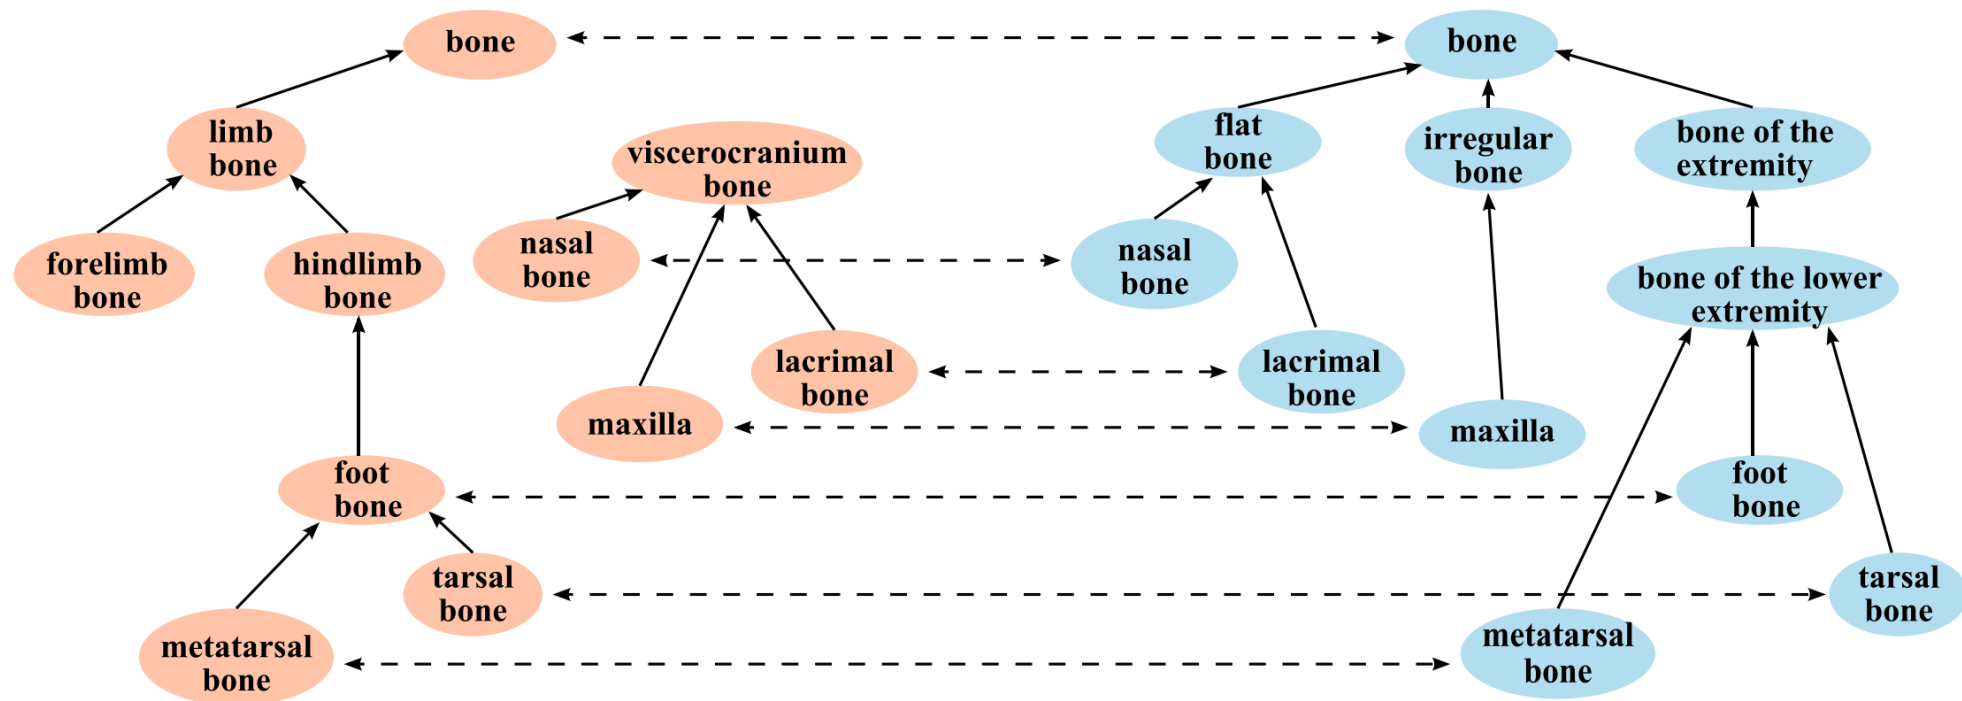 bone
bone
limb
bone
viscerocranium
bone
flat
bone
irregular
bone
bone of the
extremity
forelimb
bone
hindlimb
bone
nasal
bone
nasal
bone
bone of the lower
extremity
lacrimal
bone
lacrimal
bone
maxilla
maxilla
foot
bone
foot
bone
tarsal
bone
tarsal
bone
metatarsal
bone
metatarsal
bone